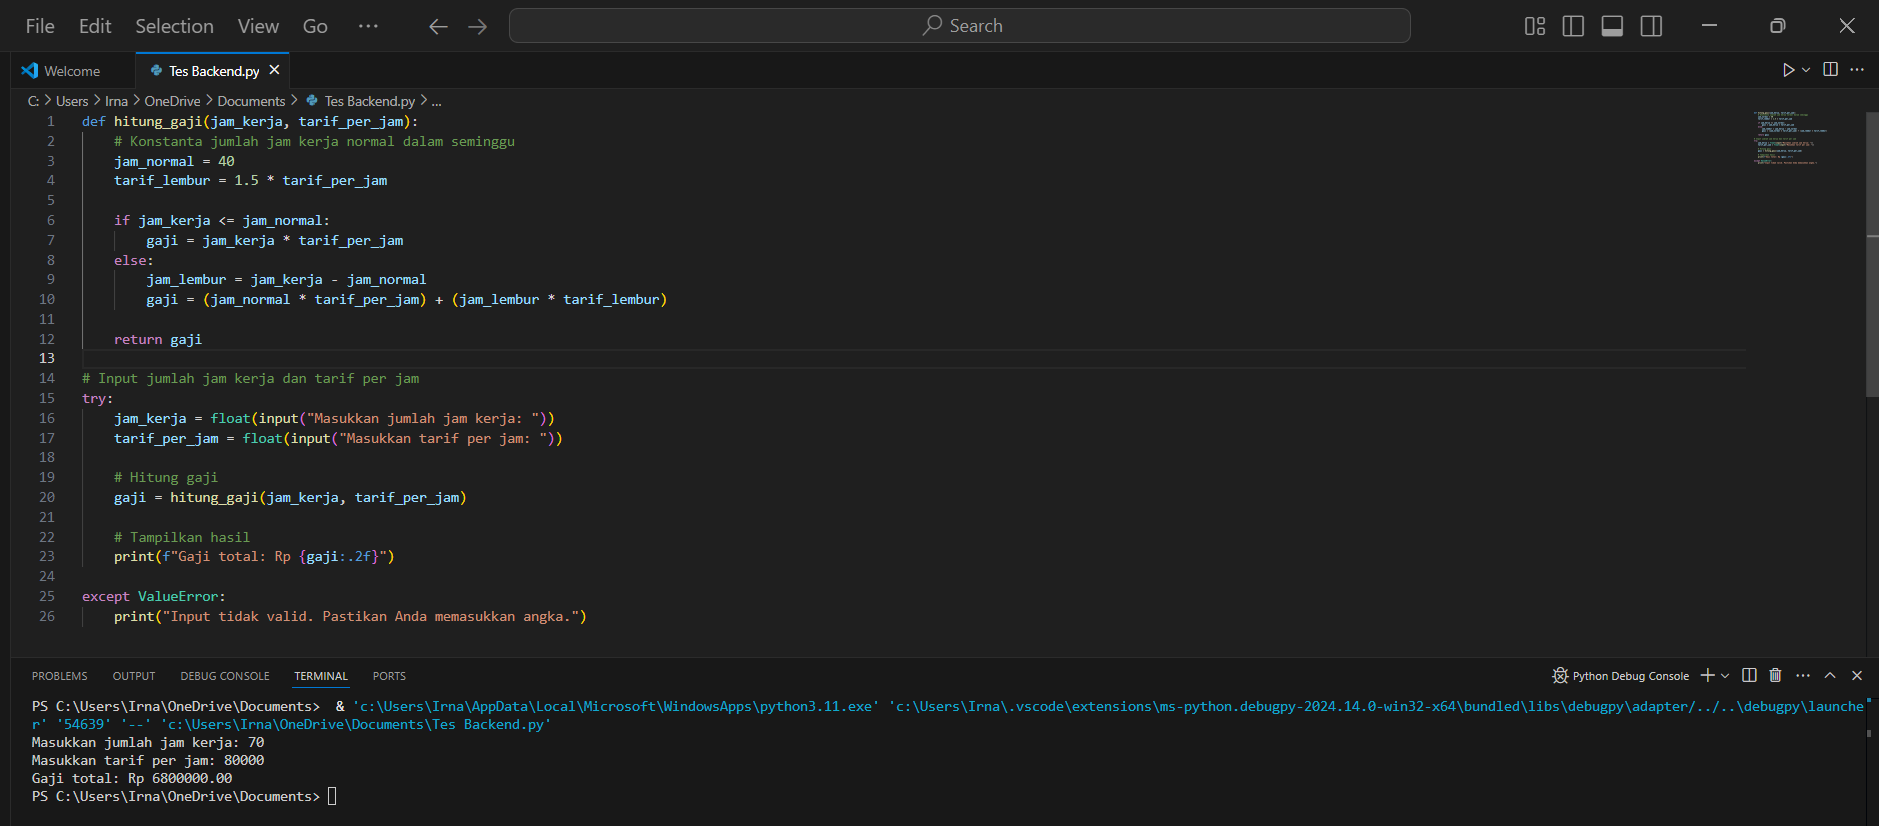 File Edit Selection View Go ··· Search
Welcome Tes Backend.py
C: > Users > Irna > OneDrive > Documents > Tes Backend.py > ...
1 def hitung_gaji(jam_kerja, tarif_per_jam):
2 # Konstanta jumlah jam kerja normal dalam seminggu
3 jam_normal = 40
4 tarif_lembur = 1.5 * tarif_per_jam
5
6 if jam_kerja <= jam_normal:
7 gaji = jam_kerja * tarif_per_jam
8 else:
9 jam_lembur = jam_kerja - jam_normal
10 gaji = (jam_normal * tarif_per_jam) + (jam_lembur * tarif_lembur)
11
12 return gaji
13
14 # Input jumlah jam kerja dan tarif per jam
15 try:
16 jam_kerja = float(input("Masukkan jumlah jam kerja: "))
17 tarif_per_jam = float(input("Masukkan tarif per jam: "))
18
19 # Hitung gaji
20 gaji = hitung_gaji(jam_kerja, tarif_per_jam)
21
22 # Tampilkan hasil
23 print(f"Gaji total: Rp {gaji:.2f}")
24
25 except ValueError:
26 print("Input tidak valid. Pastikan Anda memasukkan angka.")
PROBLEMS OUTPUT DEBUG CONSOLE TERMINAL PORTS Python Debug Console
PS C:\Users\Irna\OneDrive\Documents> & 'c:\Users\Irna\AppData\Local\Microsoft\WindowsApps\python3.11.exe' 'c:\Users\Irna\.vscode\extensions\ms-python.debugpy-2024.14.0-win32-x64\bundled\libs\debugpy\adapter/../..\debugpy\launche
r' '54639' '--' 'c:\Users\Irna\OneDrive\Documents\Tes Backend.py'
Masukkan jumlah jam kerja: 70
Masukkan tarif per jam: 80000
Gaji total: Rp 6800000.00
PS C:\Users\Irna\OneDrive\Documents>